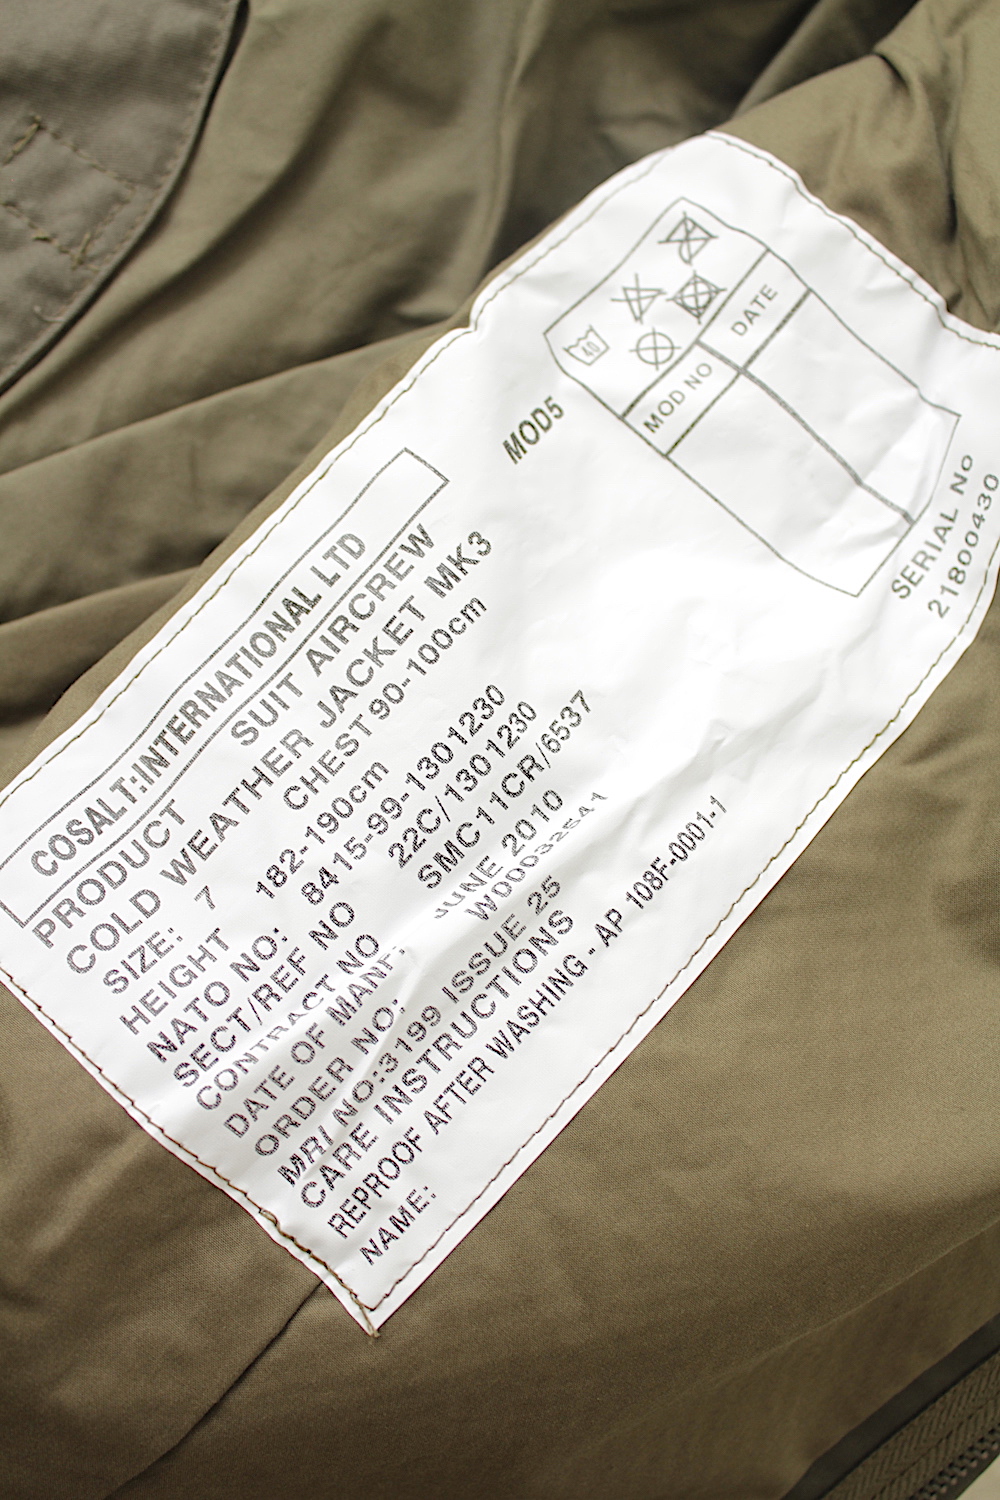 COSALT:INTERNATIONAL LTD
PRODUCT SUIT AIRCREW
COLD WEATHER JACKET MK3
SIZE: 7 CHEST 90-100cm
HEIGHT 182-190cm
NATO NO: 8415-99-1301230
SECT/REF NO 22C/1301230
CONTRACT NO SMC11CR/6537
DATE OF MANF: JUNE 2010
ORDER NO:
MRI NO:3199 ISSUE 25
CARE INSTRUCTIONS
REPROOF AFTER WASHING - AP 108F-0001-1
NAME:
MOD5
40
MOD NO DATE
SERIAL No
21800430